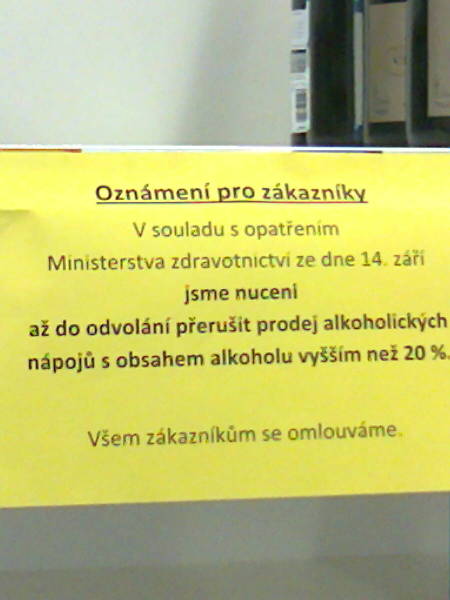 Oznámení pro zákazníky
V souladu s opatřením
Ministerstva zdravotnictví ze dne 14. září
jsme nuceni
až do odvolání přerušit prodej alkoholických
nápojů s obsahem alkoholu vyšším než 20 %.
Všem zákazníkům se omlouváme.